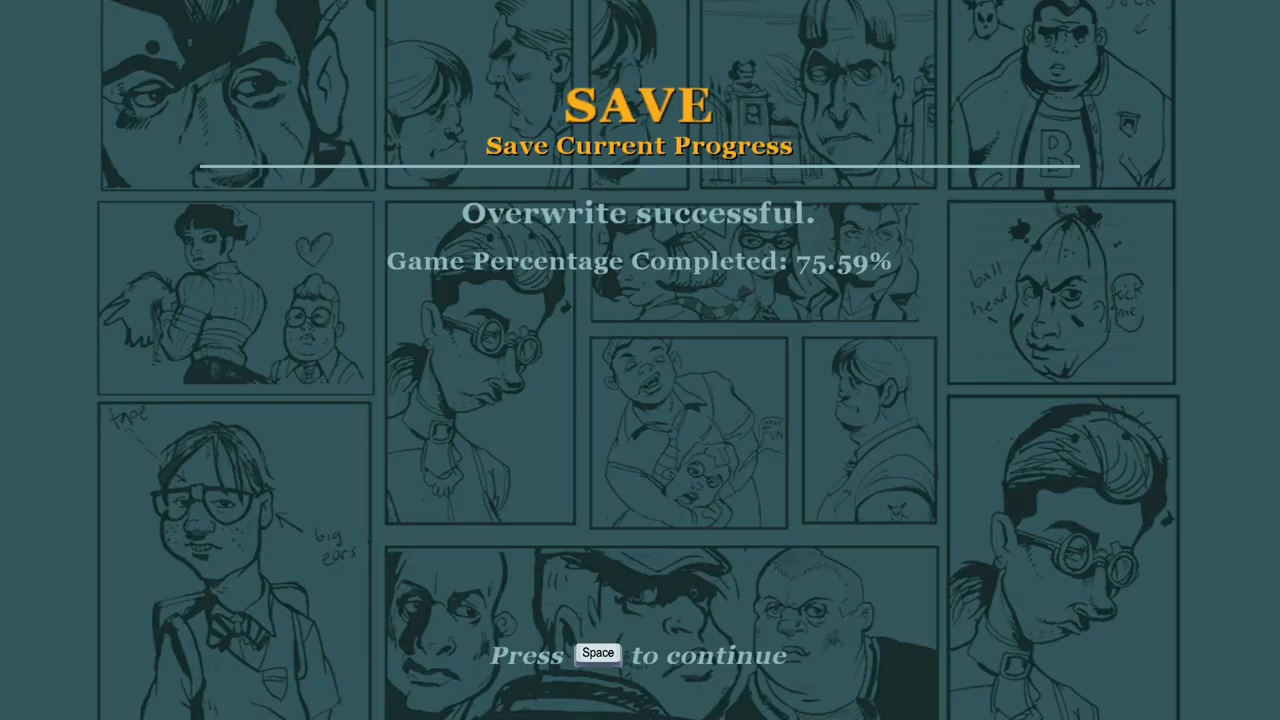 SAVE
Save Current Progress
B
Overwrite successful.
Game Percentage Completed: 75.59%
ball
head
kick
me
tape
big
ears
Press Space to continue